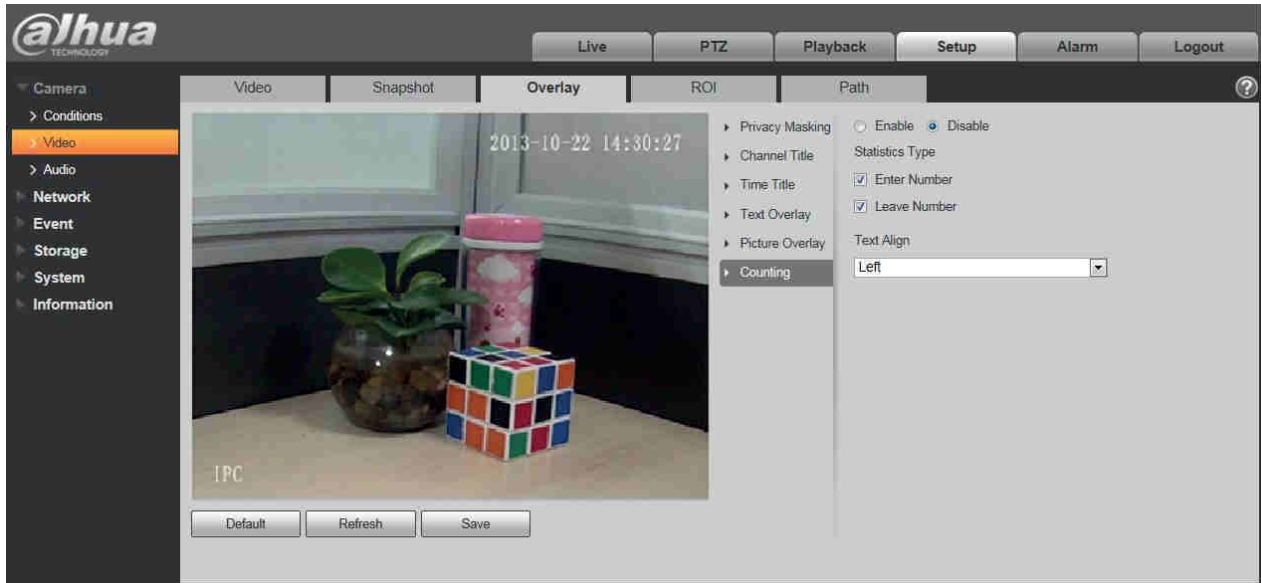 alhua
TECHNOLOGY
Live
PTZ
Playback
Setup
Alarm
Logout
Camera
Conditions
Video
Audio
Network
Event
Storage
System
Information
Video
Snapshot
Overlay
ROI
Path
?
2013-10-22 14:30:27
IPC
Default
Refresh
Save
Privacy Masking
Channel Title
Time Title
Text Overlay
Picture Overlay
Counting
Enable Disable
Statistics Type
Enter Number
Leave Number
Text Align
Left